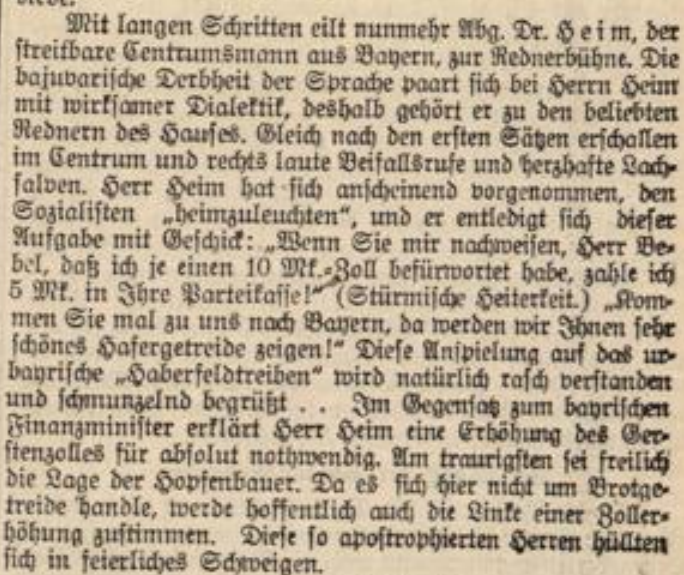 Mit langen Schritten eilt nunmehr Abg. Dr. Heim, der
streitbare Centrumsmann aus Bayern, zur Rednerbühne. Die
bajuvarische Derbheit der Sprache paart sich bei Herrn Heim
mit wirksamer Dialektik, deshalb gehört er zu den beliebten
Rednern des Hauses. Gleich nach den ersten Sätzen erschallen
im Centrum und rechts laute Beifallsrufe und herzhafte Lach-
salven. Herr Heim hat sich anscheinend vorgenommen, den
Sozialisten „heimzuleuchten“, und er entledigt sich dieser
Aufgabe mit Geschick: „Wenn Sie mir nachweisen, Herr Be-
bel, daß ich je einen 10 Mk.-Zoll befürwortet habe, zahle ich
5 Mk. in Ihre Parteikasse!“ (Stürmische Heiterkeit.) „Kom-
men Sie mal zu uns nach Bayern, da werden wir Ihnen sehr
schönes Hafergetreide zeigen!“ Diese Anspielung auf das ur-
bayrische „Haberfeldtreiben“ wird natürlich rasch verstanden
und schmunzelnd begrüßt . . Im Gegensatz zum bayrischen
Finanzminister erklärt Herr Heim eine Erhöhung des Ger-
stenzolles für absolut nothwendig. Am traurigsten sei freilich
die Lage der Hopfenbauer. Da es sich hier nicht um Brotge-
treide handle, werde hoffentlich auch die Linke einer Zoller-
höhung zustimmen. Diese so apostrophierten Herren hüllten
sich in feierliches Schweigen.